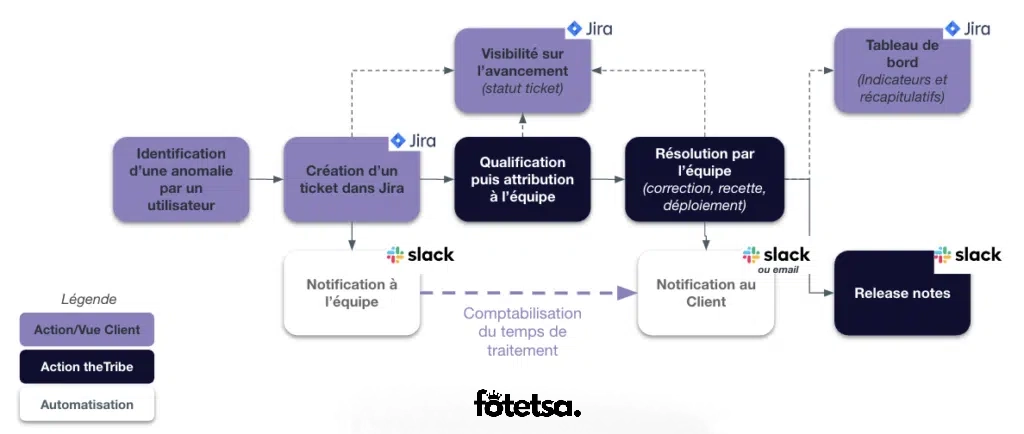 Jira
Visibilité sur
l'avancement
(statut ticket)
Jira
Tableau de
bord
(Indicateurs et
récapitulatifs)
Identification
d'une anomalie
par un
utilisateur
Jira
Création d'un
ticket dans Jira
Qualification
puis attribution
à l'équipe
Résolution par
l'équipe
(correction, recette,
déploiement)
slack
Notification à
l'équipe
Comptabilisation
du temps de
traitement
slack
ou email
Notification au
Client
slack
Release notes
Légende
Action/Vue Client
Action theTribe
Automatisation
fotetsa.